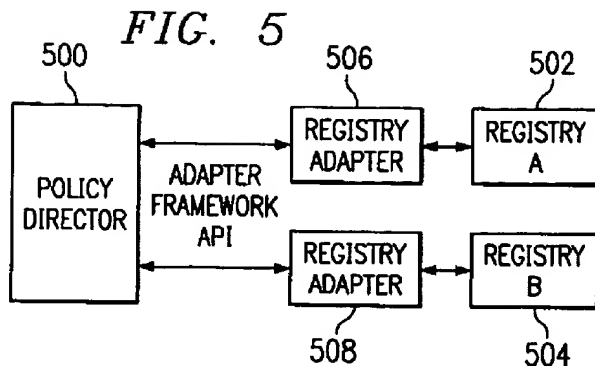 FIG. 5
500
506
502
POLICY
DIRECTOR
ADAPTER
FRAMEWORK
API
REGISTRY
ADAPTER
REGISTRY
A
REGISTRY
ADAPTER
REGISTRY
B
508
504